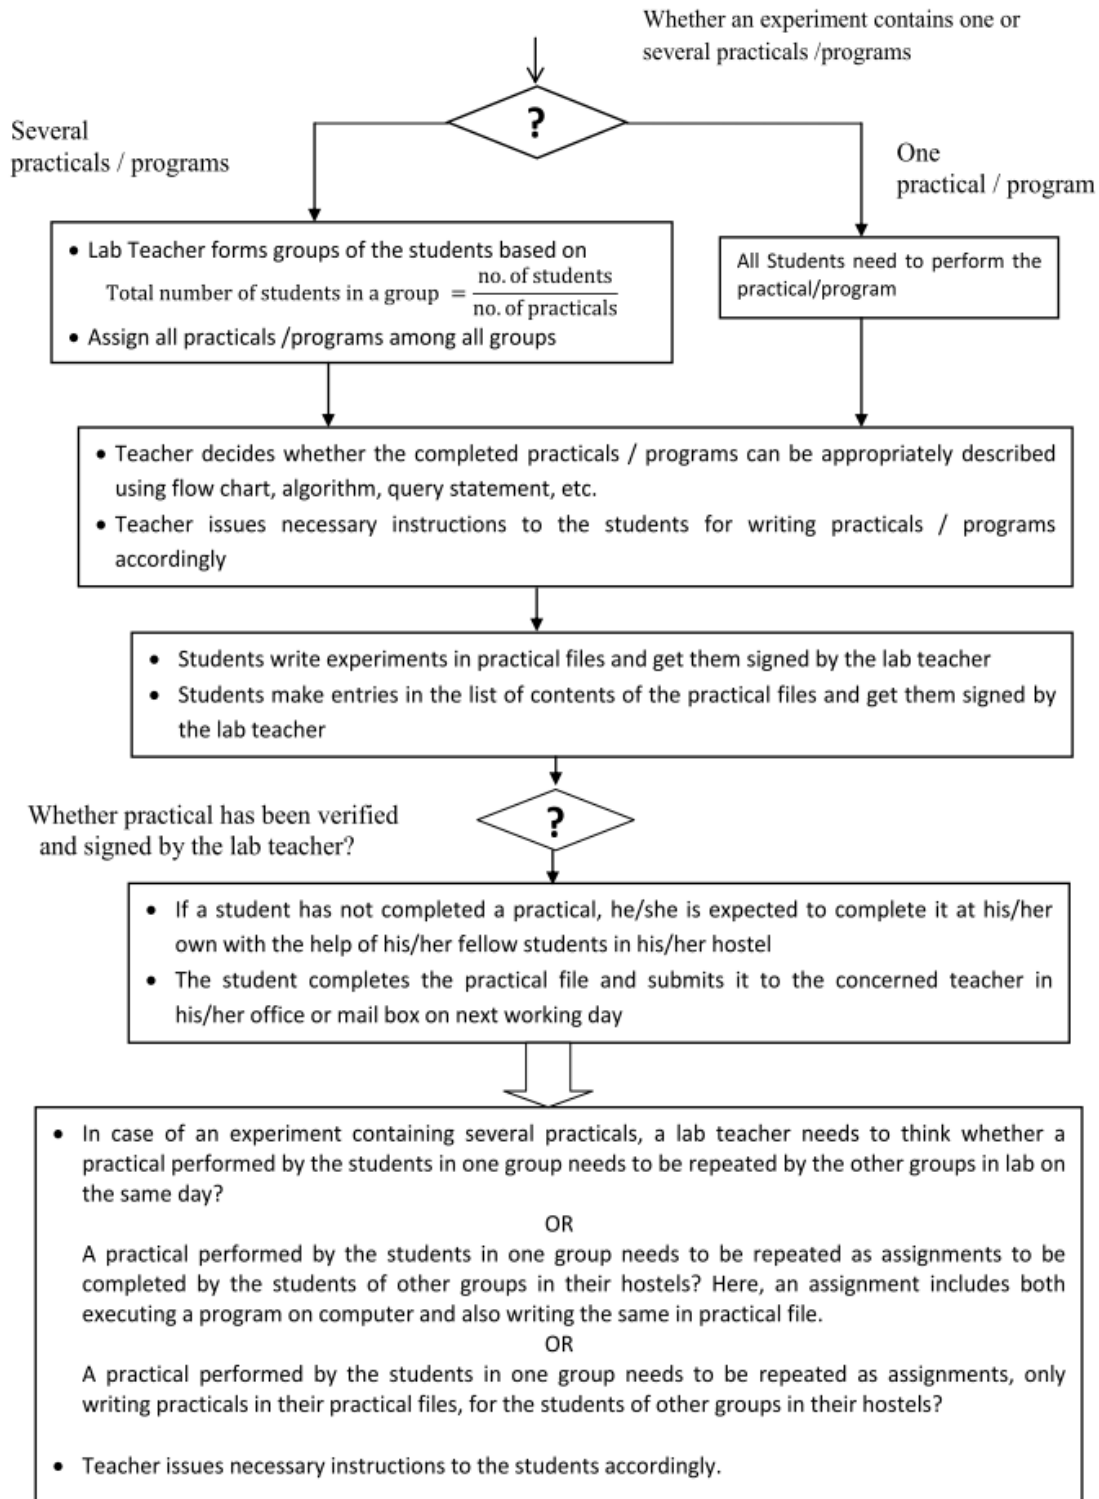 Whether an experiment contains one or
several practicals /programs
?
Several
practicals / programs
One
practical / program
• Lab Teacher forms groups of the students based on
Total number of students in a group = no. of students / no. of practicals
• Assign all practicals /programs among all groups
All Students need to perform the
practical/program
• Teacher decides whether the completed practicals / programs can be appropriately described
using flow chart, algorithm, query statement, etc.
• Teacher issues necessary instructions to the students for writing practicals / programs
accordingly
• Students write experiments in practical files and get them signed by the lab teacher
• Students make entries in the list of contents of the practical files and get them signed by
the lab teacher
Whether practical has been verified
and signed by the lab teacher?
?
• If a student has not completed a practical, he/she is expected to complete it at his/her
own with the help of his/her fellow students in his/her hostel
• The student completes the practical file and submits it to the concerned teacher in
his/her office or mail box on next working day
• In case of an experiment containing several practicals, a lab teacher needs to think whether a
practical performed by the students in one group needs to be repeated by the other groups in lab on
the same day?
OR
A practical performed by the students in one group needs to be repeated as assignments to be
completed by the students of other groups in their hostels? Here, an assignment includes both
executing a program on computer and also writing the same in practical file.
OR
A practical performed by the students in one group needs to be repeated as assignments, only
writing practicals in their practical files, for the students of other groups in their hostels?
• Teacher issues necessary instructions to the students accordingly.